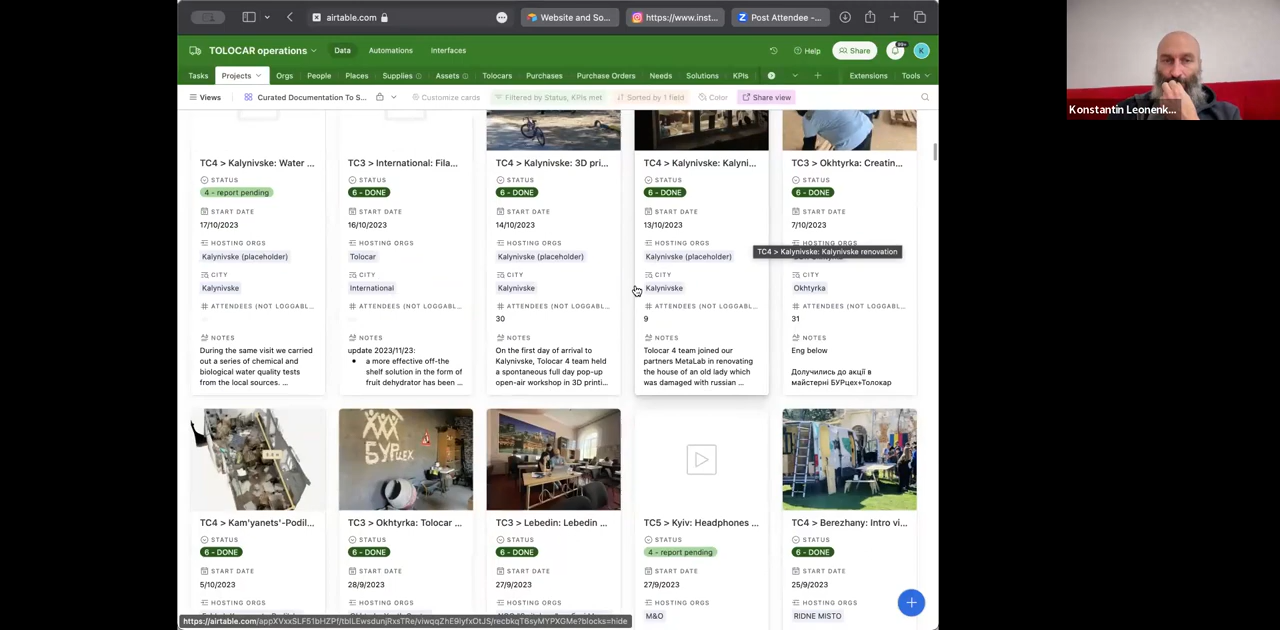 airtable.com
Website and So...
https://www.inst...
Post Attendee -...
TOLOCAR operations
Data
Automations
Interfaces
Help
Share
99+
K
Tasks
Projects
Orgs
People
Places
Supplies
Assets
Tolocars
Purchases
Purchase Orders
Needs
Solutions
KPIs
Extensions
Tools
Views
Curated Documentation To S...
Customize cards
Filtered by Status, KPIs met
Sorted by 1 field
Color
Share view
TC4 > Kalynivske: Water ...
STATUS
4 - report pending
START DATE
17/10/2023
HOSTING ORGS
Kalynivske (placeholder)
CITY
Kalynivske
ATTENDEES (NOT LOGGABL...
NOTES
During the same visit we carried
out a series of chemical and
biological water quality tests
from the local sources. ...
TC3 > International: Fila...
STATUS
6 - DONE
START DATE
16/10/2023
HOSTING ORGS
Tolocar
CITY
International
ATTENDEES (NOT LOGGABL...
NOTES
update 2023/11/23:
• a more effective off-the
shelf solution in the form of
fruit dehydrator has been ...
TC4 > Kalynivske: 3D pri...
STATUS
6 - DONE
START DATE
14/10/2023
HOSTING ORGS
Kalynivske (placeholder)
CITY
Kalynivske
ATTENDEES (NOT LOGGABL...
30
NOTES
On the first day of arrival to
Kalynivske, Tolocar 4 team held
a spontaneous full day pop-up
open-air workshop in 3D printi...
TC4 > Kalynivske: Kalyni...
STATUS
6 - DONE
START DATE
13/10/2023
HOSTING ORGS
Kalynivske (placeholder)
CITY
Kalynivske
ATTENDEES (NOT LOGGABL...
9
NOTES
Tolocar 4 team joined our
partners MetaLab in renovating
the house of an old lady which
was damaged with russian ...
TC3 > Okhtyrka: Creatin...
STATUS
6 - DONE
START DATE
7/10/2023
HOSTING ORGS
TC4 > Kalynivske: Kalynivske renovation
CITY
Okhtyrka
ATTENDEES (NOT LOGGABL...
31
NOTES
Eng below
Долучились до акції в
майстерні БУРцех+Толокар
TC4 > Kam'yanets'-Podil...
STATUS
6 - DONE
START DATE
5/10/2023
HOSTING ORGS
БУРЦЕХ
TC3 > Okhtyrka: Tolocar ...
STATUS
6 - DONE
START DATE
28/9/2023
HOSTING ORGS
TC3 > Lebedin: Lebedin ...
STATUS
6 - DONE
START DATE
27/9/2023
HOSTING ORGS
TC5 > Kyiv: Headphones ...
STATUS
4 - report pending
START DATE
27/9/2023
HOSTING ORGS
M&O
TC4 > Berezhany: Intro vi...
STATUS
6 - DONE
START DATE
25/9/2023
HOSTING ORGS
RIDNE MISTO
Konstantin Leonenk...